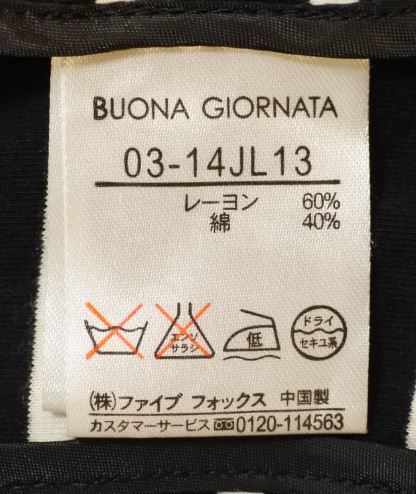 BUONA GIORNATA
03-14JL13
レーヨン 60%
綿 40%
エンソ
サラシ
低
ドライ
セキユ系
(株)ファイブ フォックス 中国製
カスタマーサービス 0120-114563